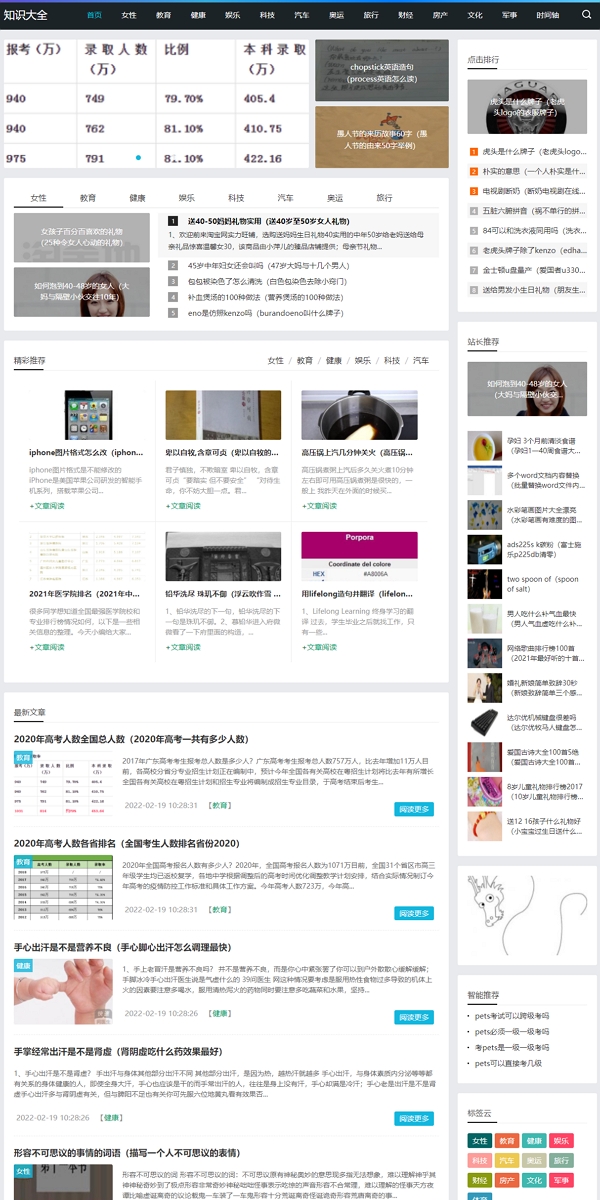 知识大全
首页 女性 教育 健康 娱乐 科技 汽车 奥运 旅行 财经 房产 文化 军事 时间轴
报考（万） 录取人数（万） 比例 本科录取（万）
940 749 79.70% 405.4
940 762 81.10% 410.75
975 791 81.10% 422.16
chopstick英语造句
（process英语怎么读）
愚人节的来历故事60字（愚
人节的由来50字举例）
女性 教育 健康 娱乐 科技 汽车 奥运 旅行
女孩子百分百喜欢的礼物
（25种令女人心动的礼物）
如何泡到40-48岁的女人（大
妈与隔壁小伙交往10年）
1 送40-50妈妈礼物实用（送40岁至50岁女人礼物）
1、欢迎前来淘宝网实力旺铺，选购送妈妈生日礼物40实用的中年50岁给老妈送给母
亲礼品惊喜温馨女30，该商品由小萍儿的臻品店铺提供；母亲节礼物...
2 45岁中年妇女还会叫吗（47岁大妈与十几个男人）
3 包包被染色了怎么清洗（白色包染色去除小窍门）
4 补血煲汤的100种做法（营养煲汤的100种做法）
5 eno是仿照kenzo吗（burandoeno叫什么牌子）
精彩推荐
女性 / 教育 / 健康 / 娱乐 / 科技 / 汽车
iphone图片格式怎么改（iphon...
iphone图片格式是不能修改的
iPhone是美国苹果公司研发的智能手
机系列，搭载苹果公司...
+文章阅读
卑以自牧,含章可贞（卑以自牧的...
君子慎独，不欺暗室 卑以自牧，含章
可贞 “要踏实 但不要安全” “对待生
命，你不妨大胆一点。君...
+文章阅读
高压锅上汽几分钟关火（高压锅...
高压锅煮粥上汽后多久关火煮10分钟
左右即可用高压锅煮粥是很快的，一
般上 我昨天在外面的时候买...
+文章阅读
2021年医学院排名（2021年中...
很多同学想知道全国最强医学院校和
专业排行榜情况如何，以下是一些相
关信息的整理。今天小编给大家...
+文章阅读
铅华洗尽 珠玑不御（浮云吹作雪 ...
1、铅华洗尽的下一句，铅华洗尽的下
一句是珠玑不御。2、慕铅华进入府微
微看了一下府里面的构造，...
+文章阅读
Porpora
Coordinate del colore
HEX #A8006A
用lifelong造句并翻译（lifelon...
1、Lifelong Learning 终身学习的翻
译 过去，学生毕业之后就找工作，只
有一些...
+文章阅读
最新文章
2020年高考人数全国总人数（2020年高考一共有多少人数）
教育
2017年广东高考考生报考总人数是多少人？广东高考考生报考总人数757万人，比去年增加11万人目
前，各高校分省分专业招生计划正在编制中，预计今年全国各有关高校在粤招生计划将比去年有所增长
全国各有关高校在粤招生计划和招生专业将编制成招生专业目录，于高考结束后考生...
2022-02-19 10:28:31 【教育】
阅读更多
2020年高考人数各省排名（全国考生人数排名省份2020）
教育
2020年全国高考报名人数有多少人？2020年，全国高考报名人数为1071万目前，全国31个省区市高三
年级学生均已返校复学，各地中学根据调整后的高考时间优化调整教学计划安排，结合实际情况制订今
年高考的疫情防控工作标准和具体工作方案。今年高考人数723万，今年高...
2022-02-19 10:28:31 【教育】
阅读更多
手心出汗是不是营养不良（手心脚心出汗怎么调理最快）
健康
1、手上老冒汗是营养不良吗？ 并不是营养不良，而是你心中紧张罢了你可以到户外散散心缓解缓解；
手脚冰冷手心出汗医生说是气虚什么的 39问医生 网这种情况要考虑是服用热性食物过多导致的机体上
火的因素要注意多喝水，服用清热泻火的药物同时要注意多吃蔬菜和水果，坚持...
2022-02-19 10:28:26 【健康】
阅读更多
手掌经常出汗是不是肾虚（肾阴虚吃什么药效果最好）
1、手心出汗是不是肾虚？ 手出汗与身体其他部分出汗不同 其他部分出汗，是因为热，越热汗就越多 手心出汗，与身体素质内分泌等等都
有关系的身体健康的人，即使全身大汗，手心也应该是干的而手常出汗的人，往往是身上没有汗，手心却满是冷汗；手心老是出汗是不是肾
虚手心出汗多与肾阴虚有关，但与脾阳不足也有关你可先服六位地黄丸看有效果否...
2022-02-19 10:28:26 【健康】
阅读更多
形容不可思议的事情的词语（描写一个人不可思议的表情）
女性
形容不可思议的词 形容不可思议的词：不可思议原有神秘奥妙的意思现多指无法想象，难以理解神乎其
神神秘奇妙到了极点形容非常奇妙神秘咄咄怪事表示吃惊的声音形容不合常理，难以理解的怪事天方夜
谭比喻虚诞离奇的议论载鬼一车装了一车鬼形容十分荒诞离奇怪诞诡奇形容荒唐离奇的事...
点击排行
虎头是什么牌子（老虎
头logo的衣服牌子）
1 虎头是什么牌子（老虎头logo...
2 朴实的意思（一个人朴实是什...
3 电视剧断奶（断奶电视剧在线...
4 五脏六腑拼音（祸不单行的拼...
5 84可以和洗衣液同用吗（洗衣...
6 老虎牌子除了kenzo（edha...
7 金士顿u盘量产（爱国者u330...
8 送给男发小生日礼物（朋友生...
站长推荐
如何泡到40-48岁的女人
（大妈与隔壁小伙交...
孕妇 3个月前清淡食谱
（孕妇1一40周食谱大...
多个word文档内容替换
（批量替换word文件内...
水彩笔画图片大全漂亮
（水彩笔画有难度的图...
ads225s k碳粉（富士施
乐p225db清零）
two spoon of（spoon
of salt）
男人吃什么补气血最快
（男人气血虚吃什么补...
网络歌曲排行榜100首
（2021年最好听的十首...
婚礼新娘简单致辞30秒
（新娘致辞简单三个感...
达尔优机械键盘很差吗
（达尔优牧马人键盘怎...
爱国古诗大全100首5绝
（爱国古诗大全100首...
8岁儿童礼物排行榜2017
（10岁儿童礼物排行榜...
送12 16孩子什么礼物好
（小宝宝过生日送什么...
智能推荐
• pets考试可以跨级考吗
• pets必须一级一级考吗
• 考pets是一级一级考吗
• pets可以直接考几级
标签云
女性 教育 健康 娱乐
科技 汽车 奥运 旅行
财经 房产 文化 军事
体育